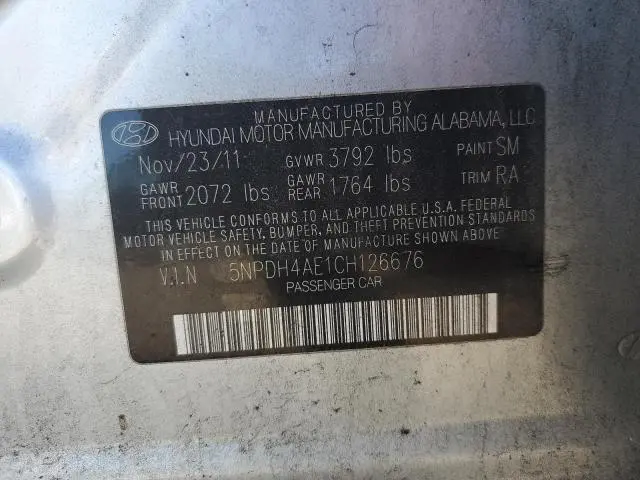 MANUFACTURED BY
HYUNDAI MOTOR MANUFACTURING ALABAMA, LLC
Nov/23/11 GVWR 3792 lbs PAINT SM
GAWR FRONT 2072 lbs GAWR REAR 1764 lbs TRIM RA
THIS VEHICLE CONFORMS TO ALL APPLICABLE U.S.A. FEDERAL
MOTOR VEHICLE SAFETY, BUMPER, AND THEFT PREVENTION STANDARDS
IN EFFECT ON THE DATE OF MANUFACTURE SHOWN ABOVE
V.I.N 5NPDH4AE1CH126676
PASSENGER CAR